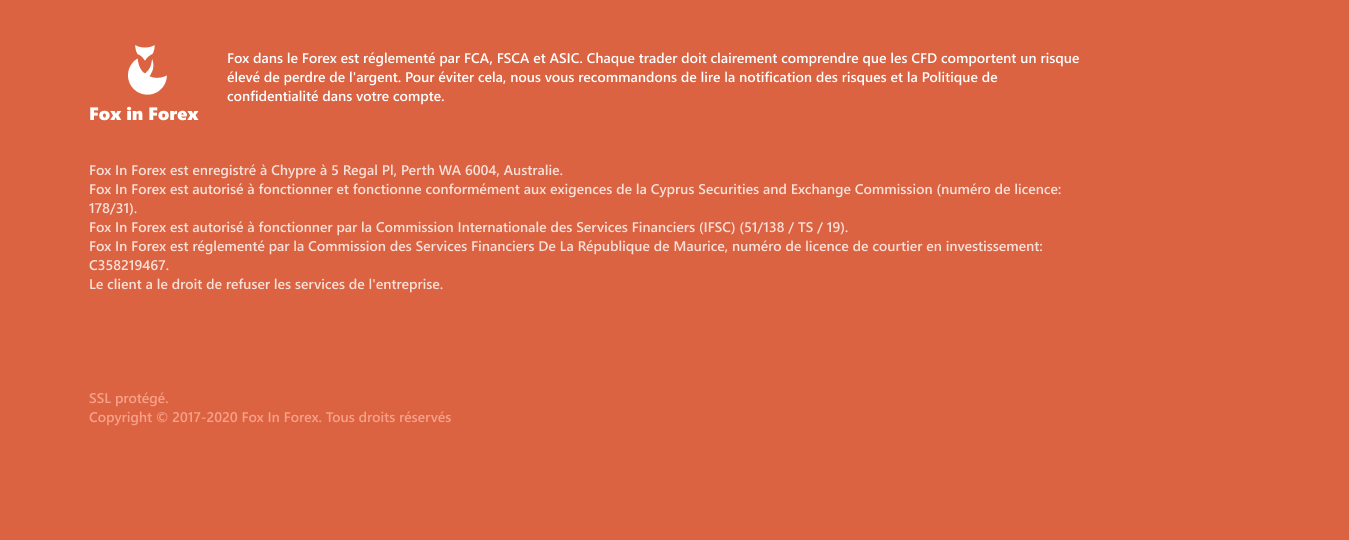 Fox dans le Forex est réglementé par FCA, FSCA et ASIC. Chaque trader doit clairement comprendre que les CFD comportent un risque
élevé de perdre de l'argent. Pour éviter cela, nous vous recommandons de lire la notification des risques et la Politique de
confidentialité dans votre compte.
Fox in Forex
Fox In Forex est enregistré à Chypre à 5 Regal Pl, Perth WA 6004, Australie.
Fox In Forex est autorisé à fonctionner et fonctionne conformément aux exigences de la Cyprus Securities and Exchange Commission (numéro de licence:
178/31).
Fox In Forex est autorisé à fonctionner par la Commission Internationale des Services Financiers (IFSC) (51/138 / TS / 19).
Fox In Forex est réglementé par la Commission des Services Financiers De La République de Maurice, numéro de licence de courtier en investissement:
C358219467.
Le client a le droit de refuser les services de l'entreprise.
SSL protégé.
Copyright © 2017-2020 Fox In Forex. Tous droits réservés